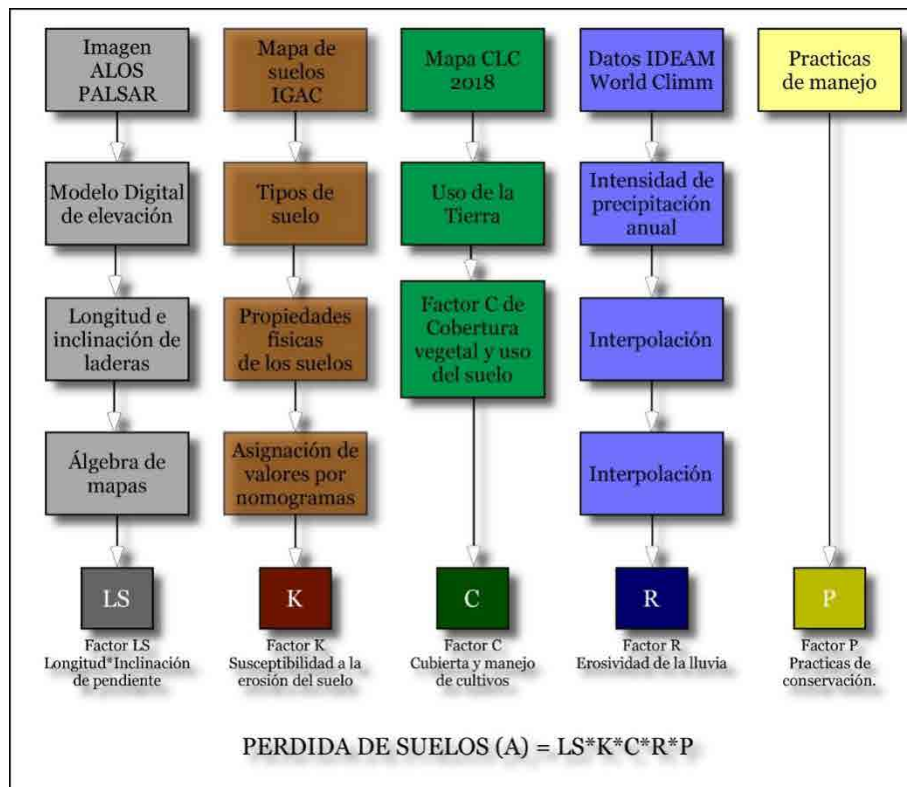 Imagen
ALOS
PALSAR
Modelo Digital
de elevación
Longitud e
inclinación de
laderas
Álgebra de
mapas
LS
Factor LS
Longitud*Inclinación
de pendiente
Mapa de
suelos
IGAC
Tipos de
suelo
Propiedades
físicas
de los suelos
Asignación de
valores por
nomogramas
K
Factor K
Susceptibilidad a la
erosión del suelo
Mapa CLC
2018
Uso de la
Tierra
Factor C de
Cobertura
vegetal y uso
del suelo
C
Factor C
Cubierta y manejo
de cultivos
Datos IDEAM
World Climm
Intensidad de
precipitación
anual
Interpolación
Interpolación
R
Factor R
Erosividad de la lluvia
Practicas
de manejo
P
Factor P
Practicas de
conservación.
PERDIDA DE SUELOS (A) = LS*K*C*R*P